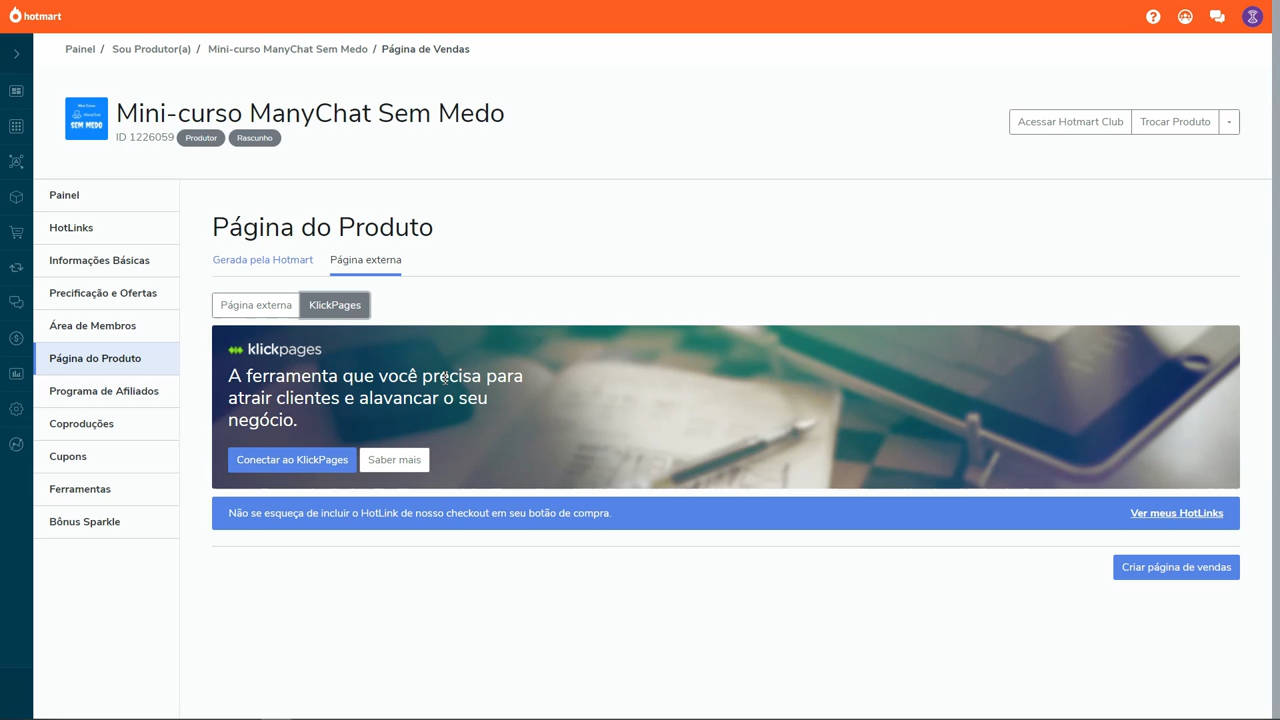 hotmart
Painel / Sou Produtor(a) / Mini-curso ManyChat Sem Medo / Página de Vendas
SEM MEDO
Mini-curso ManyChat Sem Medo
ID 1226059 Produtor Rascunho
Acessar Hotmart Club Trocar Produto
Painel
HotLinks
Informações Básicas
Precificação e Ofertas
Área de Membros
Página do Produto
Programa de Afiliados
Coproduções
Cupons
Ferramentas
Bônus Sparkle
Página do Produto
Gerada pela Hotmart Página externa
Página externa KlickPages
klickpages
A ferramenta que você precisa para
atrair clientes e alavancar o seu
negócio.
Conectar ao KlickPages Saber mais
Não se esqueça de incluir o HotLink de nosso checkout em seu botão de compra. Ver meus HotLinks
Criar página de vendas